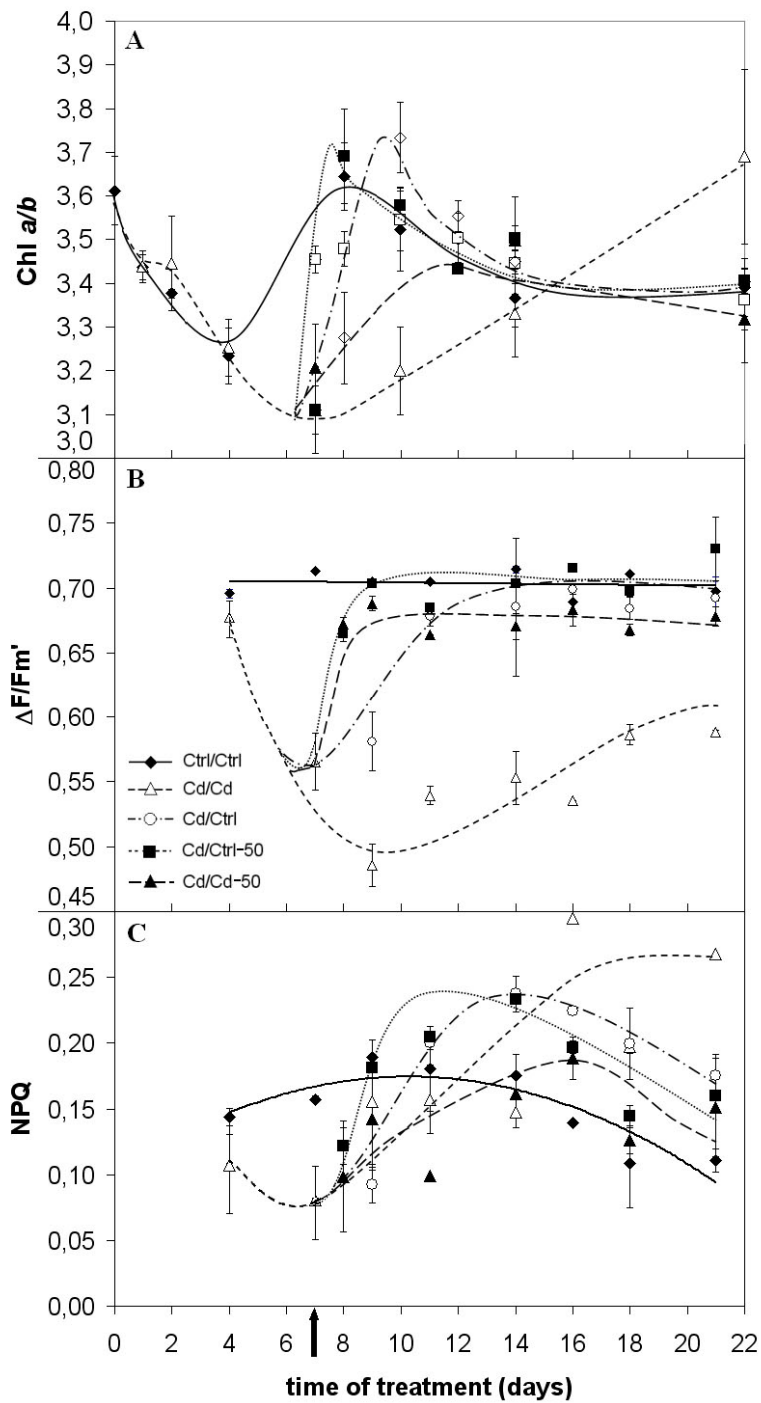 A
4,0
3,9
3,8
3,7
3,6
3,5
3,4
3,3
3,2
3,1
3,0
Chl a/b
B
0,80
0,75
0,70
0,65
0,60
0,55
0,50
0,45
ΔF/Fm'
Ctrl/Ctrl
Cd/Cd
Cd/Ctrl
Cd/Ctrl-50
Cd/Cd-50
C
0,30
0,25
0,20
0,15
0,10
0,05
0,00
NPQ
0 2 4 6 8 10 12 14 16 18 20 22
time of treatment (days)